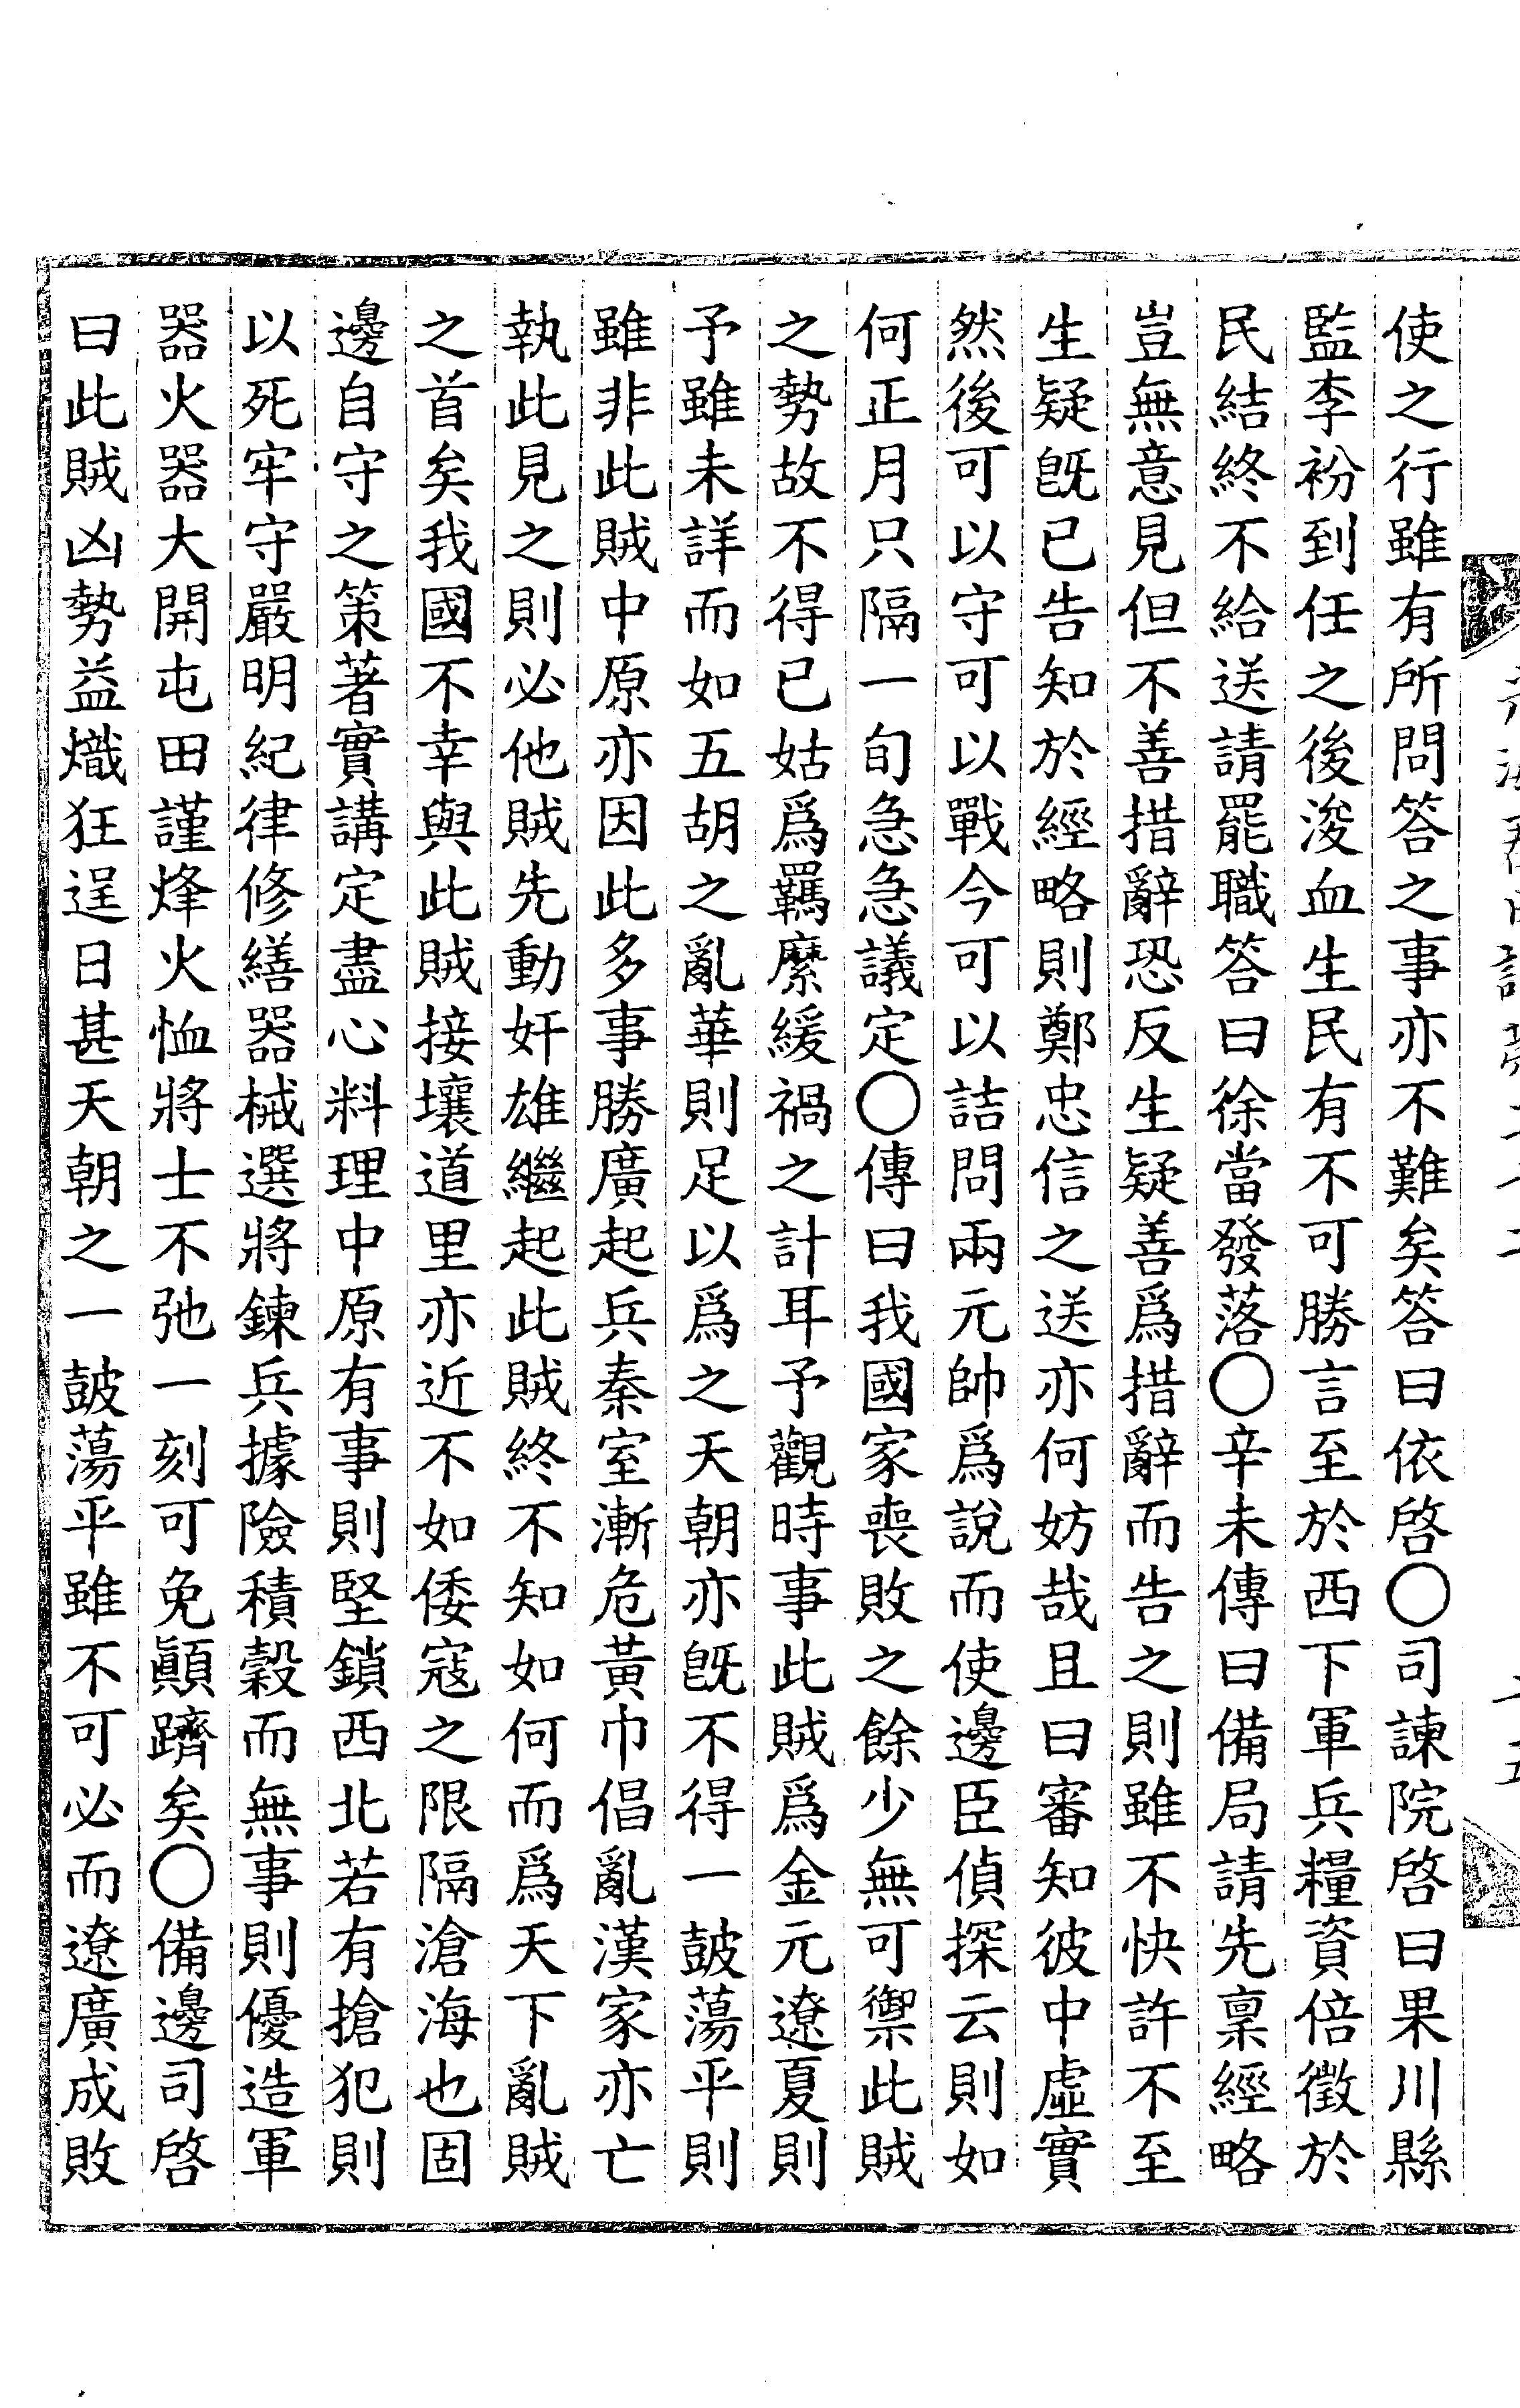 使之行雖有所問答之事亦不難矣答曰依啓○司諫院啓曰果川縣
監李衯到任之後浚血生民有不可勝言至於西下軍兵糧資倍徵於
民結終不給送請罷職答曰徐當發落○辛未傳曰備局請先稟經略
豈無意見但不善措辭恐反生疑善爲措辭而告之則雖不快許不至
生疑旣已告知於經略則鄭忠信之送亦何妨哉且曰審知彼中虛實
然後可以守可以戰今可以詰問兩元帥爲說而使邊臣偵探云則如
何正月只隔一旬急急議定○傳曰我國家喪敗之餘少無可禦此賊
之勢故不得已姑爲羈縻緩禍之計耳予觀時事此賊爲金元遼夏則
予雖未詳而如五胡之亂華則足以爲之天朝亦旣不得一鼓蕩平則
雖非此賊中原亦因此多事勝廣起兵秦室漸危黃巾倡亂漢家亦亡
執此見之則必他賊先動奸雄繼起此賊終不知如何而爲天下亂賊
之首矣我國不幸與此賊接壤道里亦近不如倭寇之限隔滄海也固
邊自守之策著實講定盡心料理中原有事則堅鎖西北若有搶犯則
以死牢守嚴明紀律修繕器械選將鍊兵據險積穀而無事則優造軍
器火器大開屯田謹烽火恤將士不弛一刻可免顚躋矣○備邊司啓
曰此賊凶勢益熾狂逞日甚天朝之一鼓蕩平雖不可必而遼廣成敗